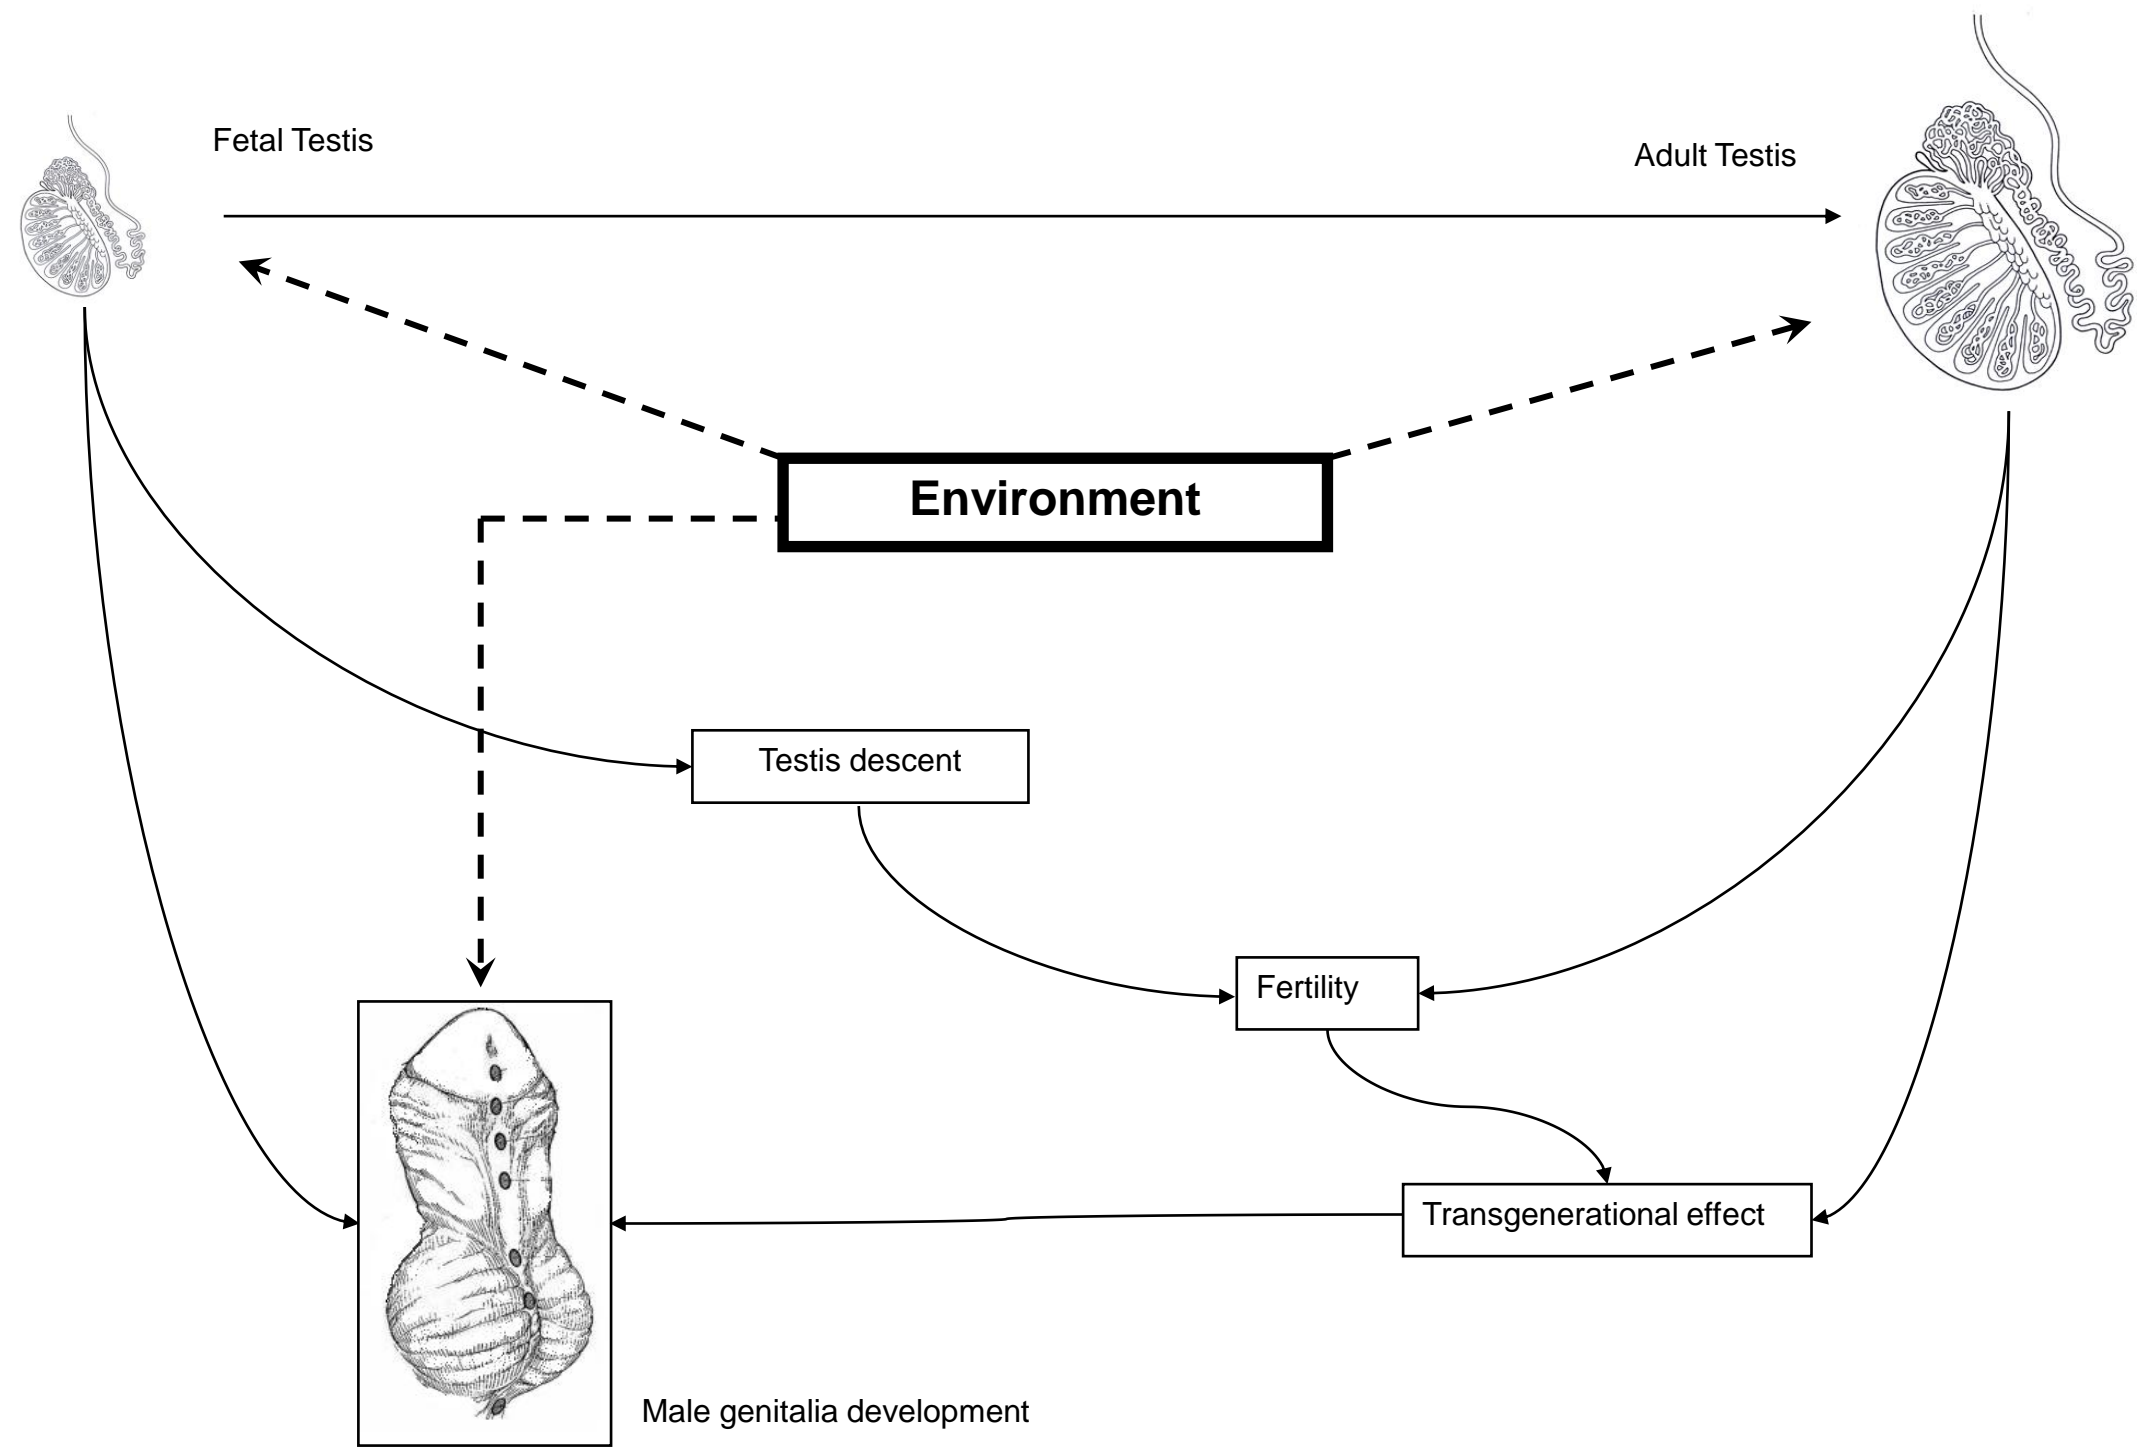 Fetal Testis
Adult Testis
Environment
Testis descent
Fertility
Transgenerational effect
Male genitalia development